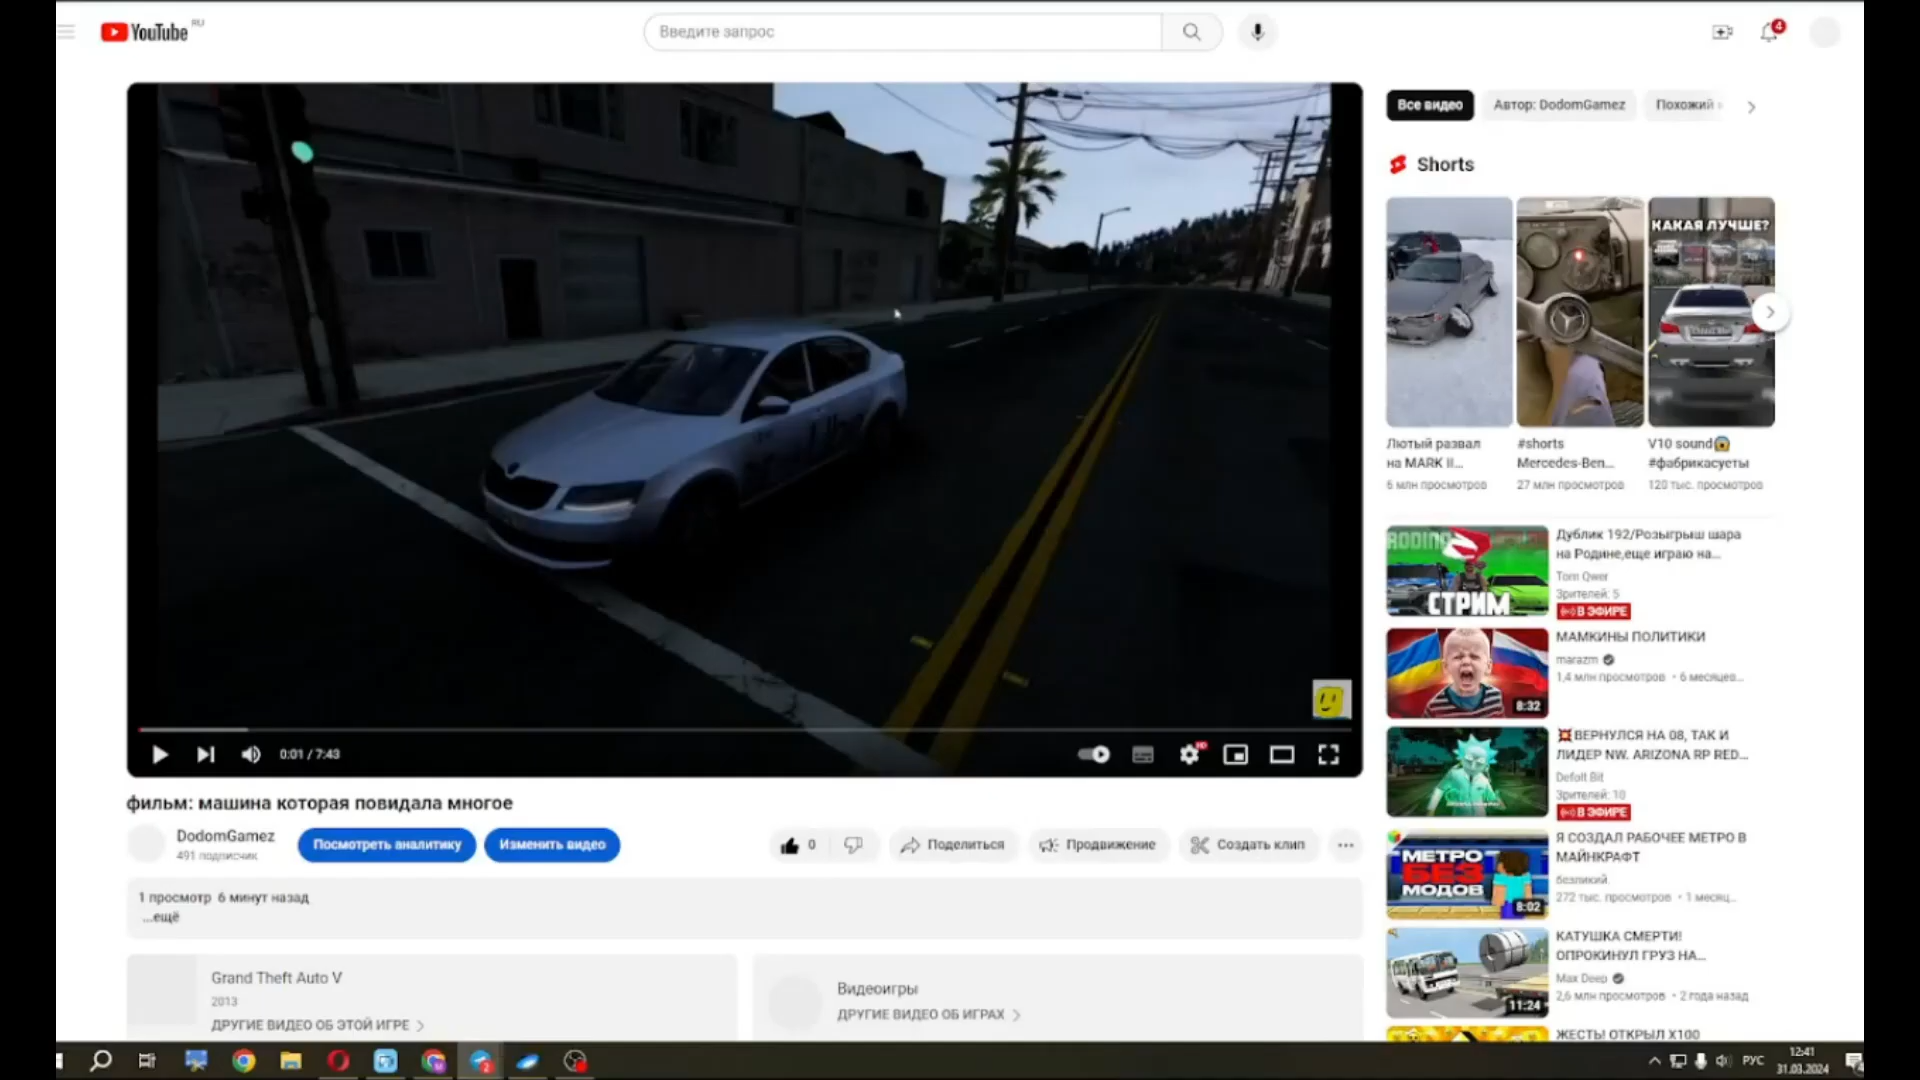 YouTube RU
Введите запрос
4
Все видео
Автор: DodomGamez
Похожий
Shorts
КАКАЯ ЛУЧШЕ?
Лютый развал
на MARK II...
6 млн просмотров
#shorts
Mercedes-Ben...
27 млн просмотров
V10 sound😱
#фабрикасуеты
120 тыс. просмотров
СТРИМ
Дублик 192/Розыгрыш шара
на Родине,еще играю на...
Tom Qwer
Зрителей: 5
В ЭФИРЕ
8:32
МАМКИНЫ ПОЛИТИКИ
marazm
1,4 млн просмотров • 6 месяцев...
💥ВЕРНУЛСЯ НА 08, ТАК И
ЛИДЕР NW. ARIZONA RP RED...
Defolt Bit
Зрителей: 10
В ЭФИРЕ
МЕТРО
БЕЗ
МОДОВ
8:02
Я СОЗДАЛ РАБОЧЕЕ МЕТРО В
МАЙНКРАФТ
безликий.
272 тыс. просмотров • 1 месяц...
11:24
КАТУШКА СМЕРТИ!
ОПРОКИНУЛ ГРУЗ НА...
Max Deep
2,6 млн просмотров • 2 года назад
ЖЕСТЬ! ОТКРЫЛ X100
0:01 / 7:43
HD
фильм: машина которая повидала многое
DodomGamez
491 подписчик
Посмотреть аналитику
Изменить видео
0
Поделиться
Продвижение
Создать клип
1 просмотр 6 минут назад
...ещё
Grand Theft Auto V
2013
ДРУГИЕ ВИДЕО ОБ ЭТОЙ ИГРЕ
Видеоигры
ДРУГИЕ ВИДЕО ОБ ИГРАХ
2
РУС
12:41
31.03.2024